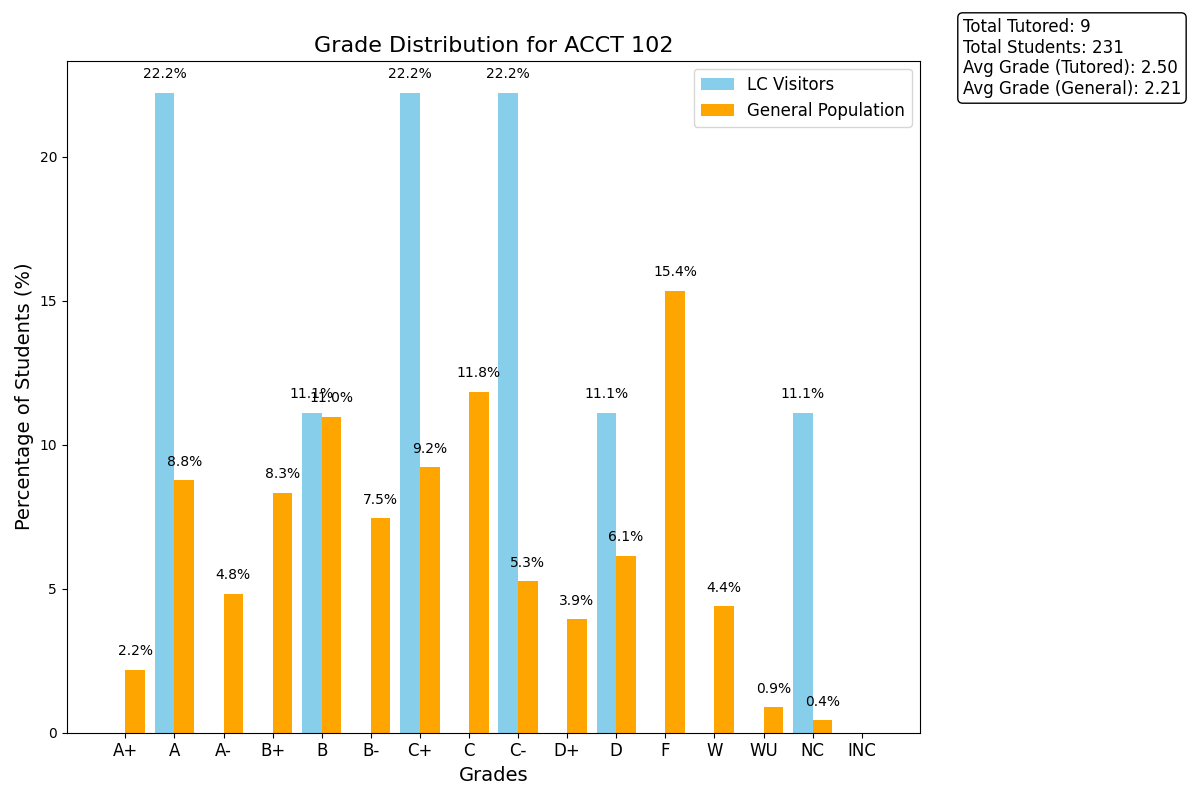 Grade Distribution for ACCT 102
Total Tutored: 9
Total Students: 231
Avg Grade (Tutored): 2.50
Avg Grade (General): 2.21
LC Visitors
General Population
Percentage of Students (%)
20
15
10
5
0
22.2%
22.2%
22.2%
15.4%
11.8%
11.1%
11.0%
11.1%
11.1%
9.2%
8.8%
8.3%
7.5%
6.1%
5.3%
4.8%
4.4%
3.9%
2.2%
0.9%
0.4%
A+ A A- B+ B B- C+ C C- D+ D F W WU NC INC
Grades